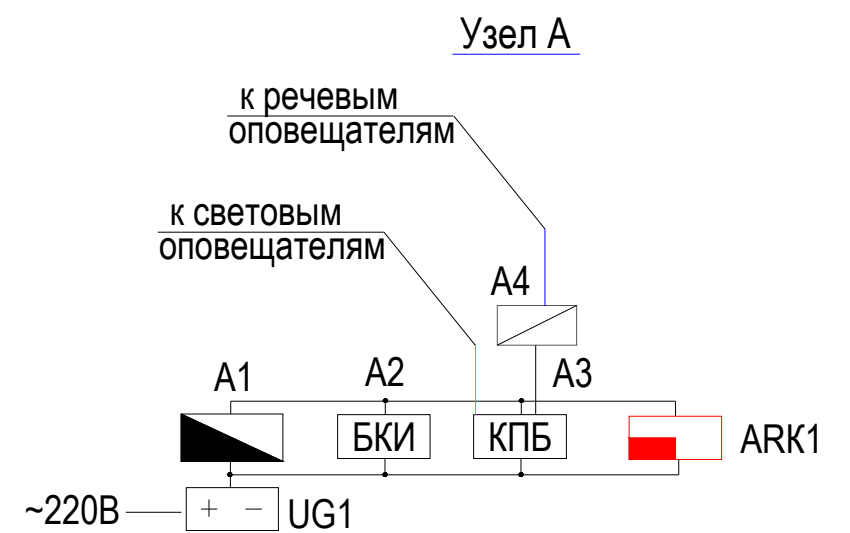 Узел А
к речевым
оповещателям
к световым
оповещателям
А4
А1
А2
А3
БКИ
КПБ
ARK1
~220В
+ −
UG1